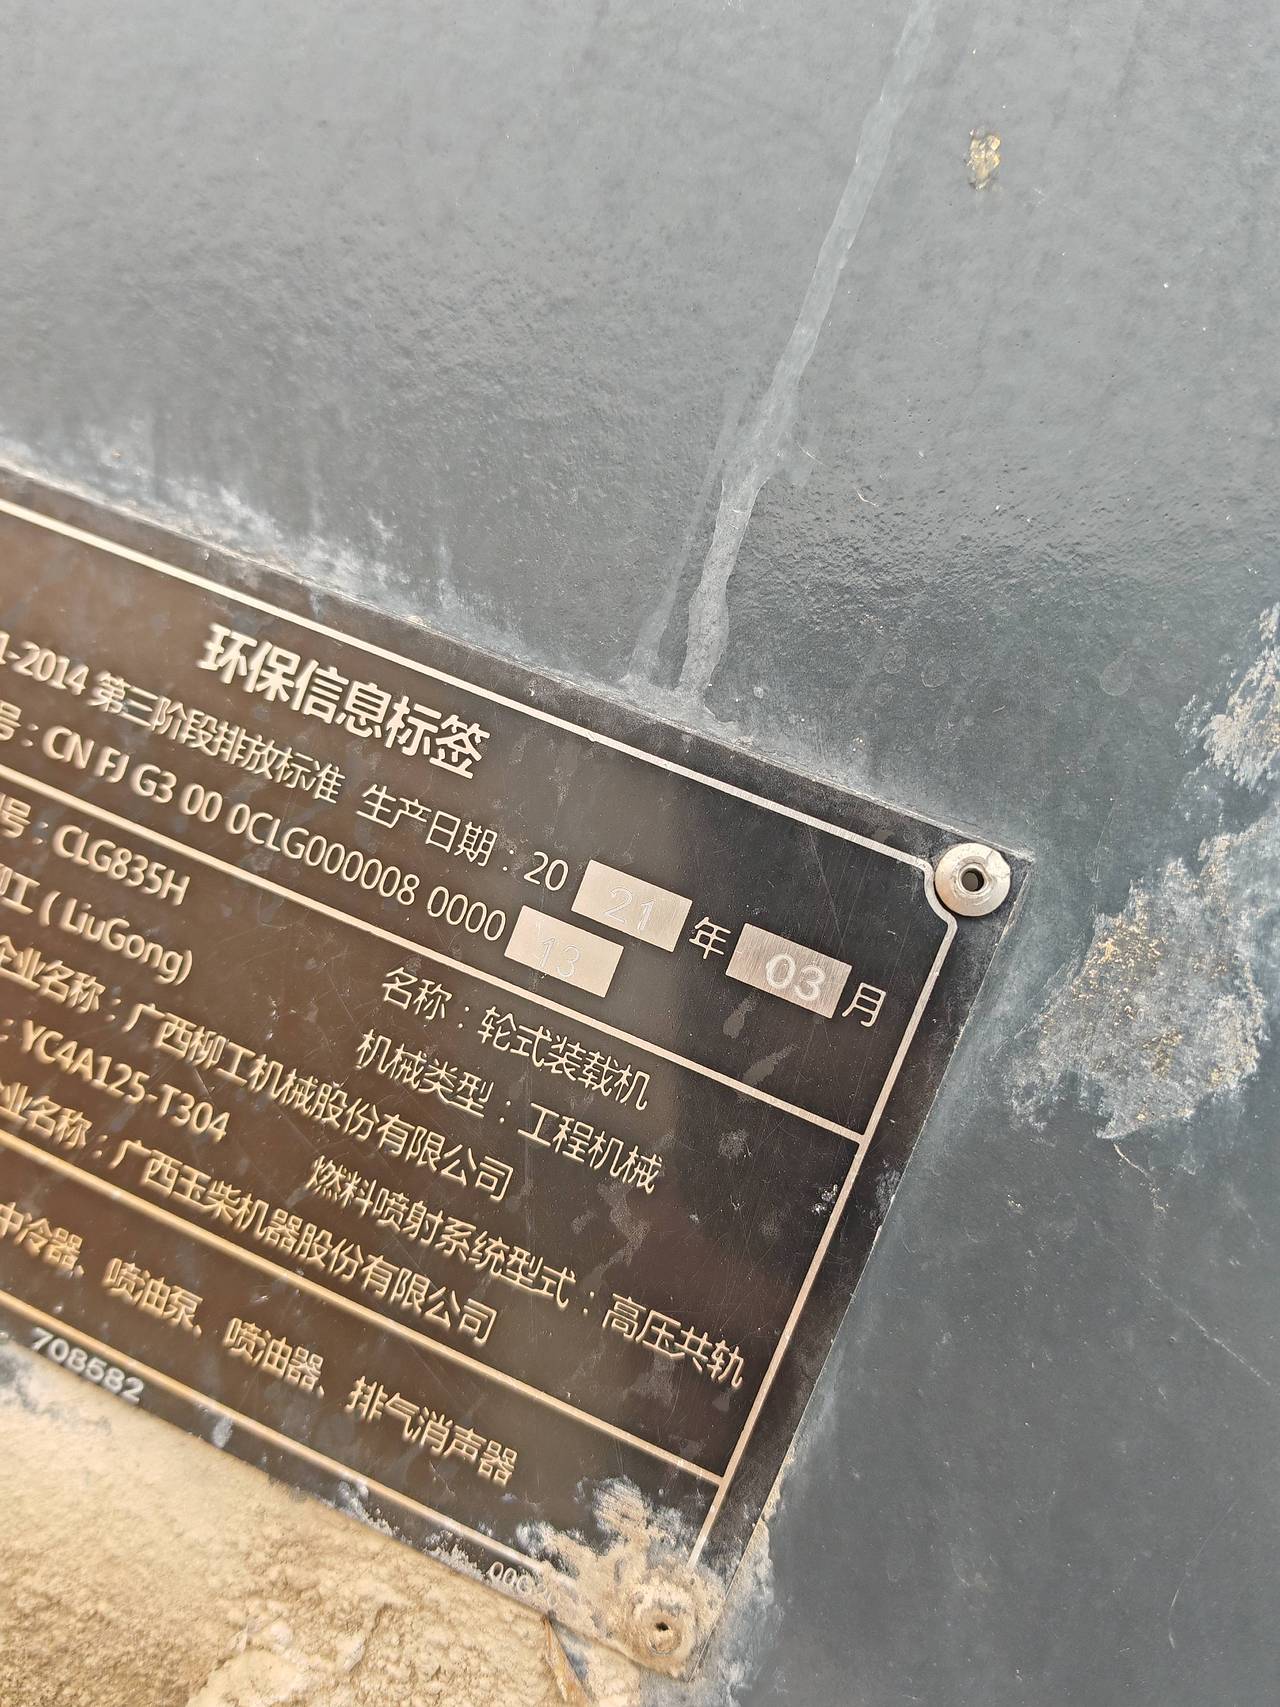 环保信息标签
1-2014 第三阶段排放标准 生产日期：20 21 年 03 月
号：CN FJ G3 00 0CLG000008 0000 13
号：CLG835H 名称：轮式装载机
柳工 ( LiuGong) 机械类型：工程机械
企业名称：广西柳工机械股份有限公司
：YC4A125-T304 燃料喷射系统型式：高压共轨
企业名称：广西玉柴机器股份有限公司
中冷器、喷油泵、喷油器、排气消声器
708582